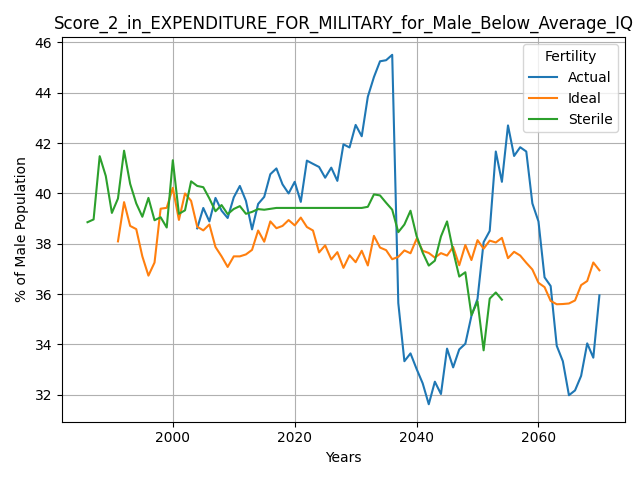 Score_2_in_EXPENDITURE_FOR_MILITARY_for_Male_Below_Average_IQ
Fertility
Actual
Ideal
Sterile
% of Male Population
46
44
42
40
38
36
34
32
2000
2020
2040
2060
Years